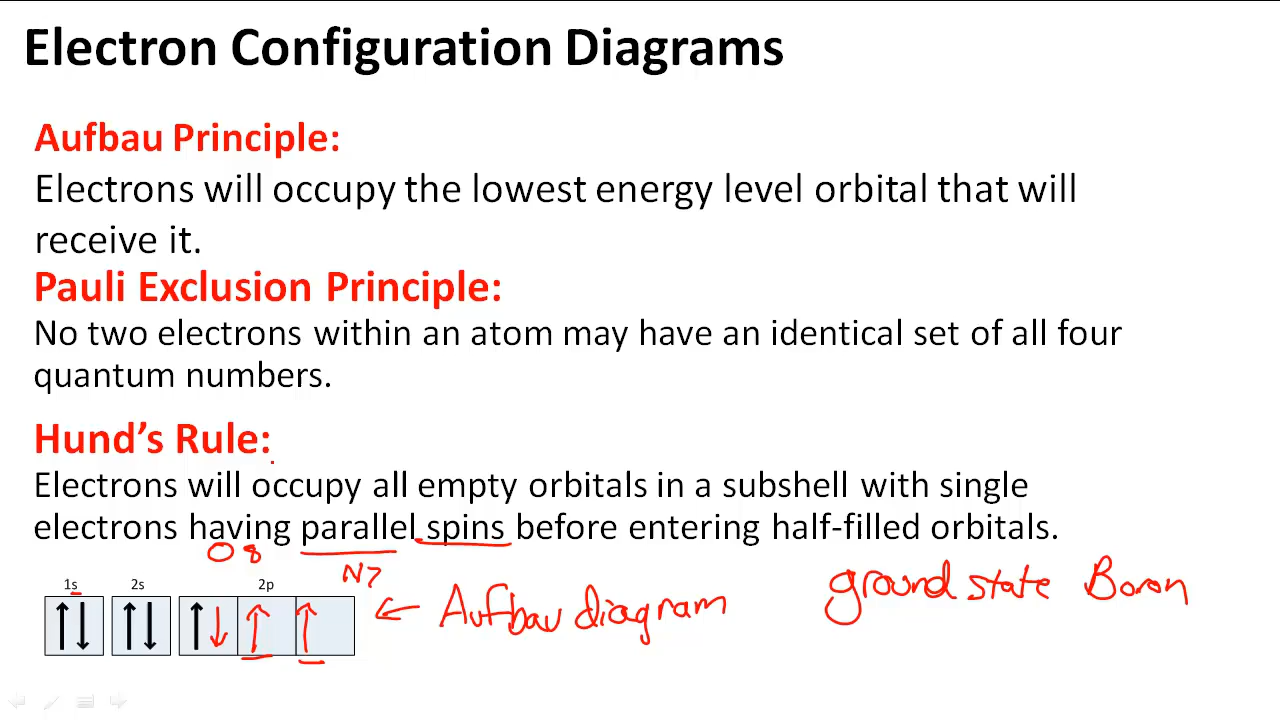 Electron Configuration Diagrams
Aufbau Principle:
Electrons will occupy the lowest energy level orbital that will
receive it.
Pauli Exclusion Principle:
No two electrons within an atom may have an identical set of all four
quantum numbers.
Hund's Rule:
Electrons will occupy all empty orbitals in a subshell with single
electrons having parallel spins before entering half-filled orbitals.
O 8
N7
1s 2s 2p
Aufbau diagram
ground state Boron